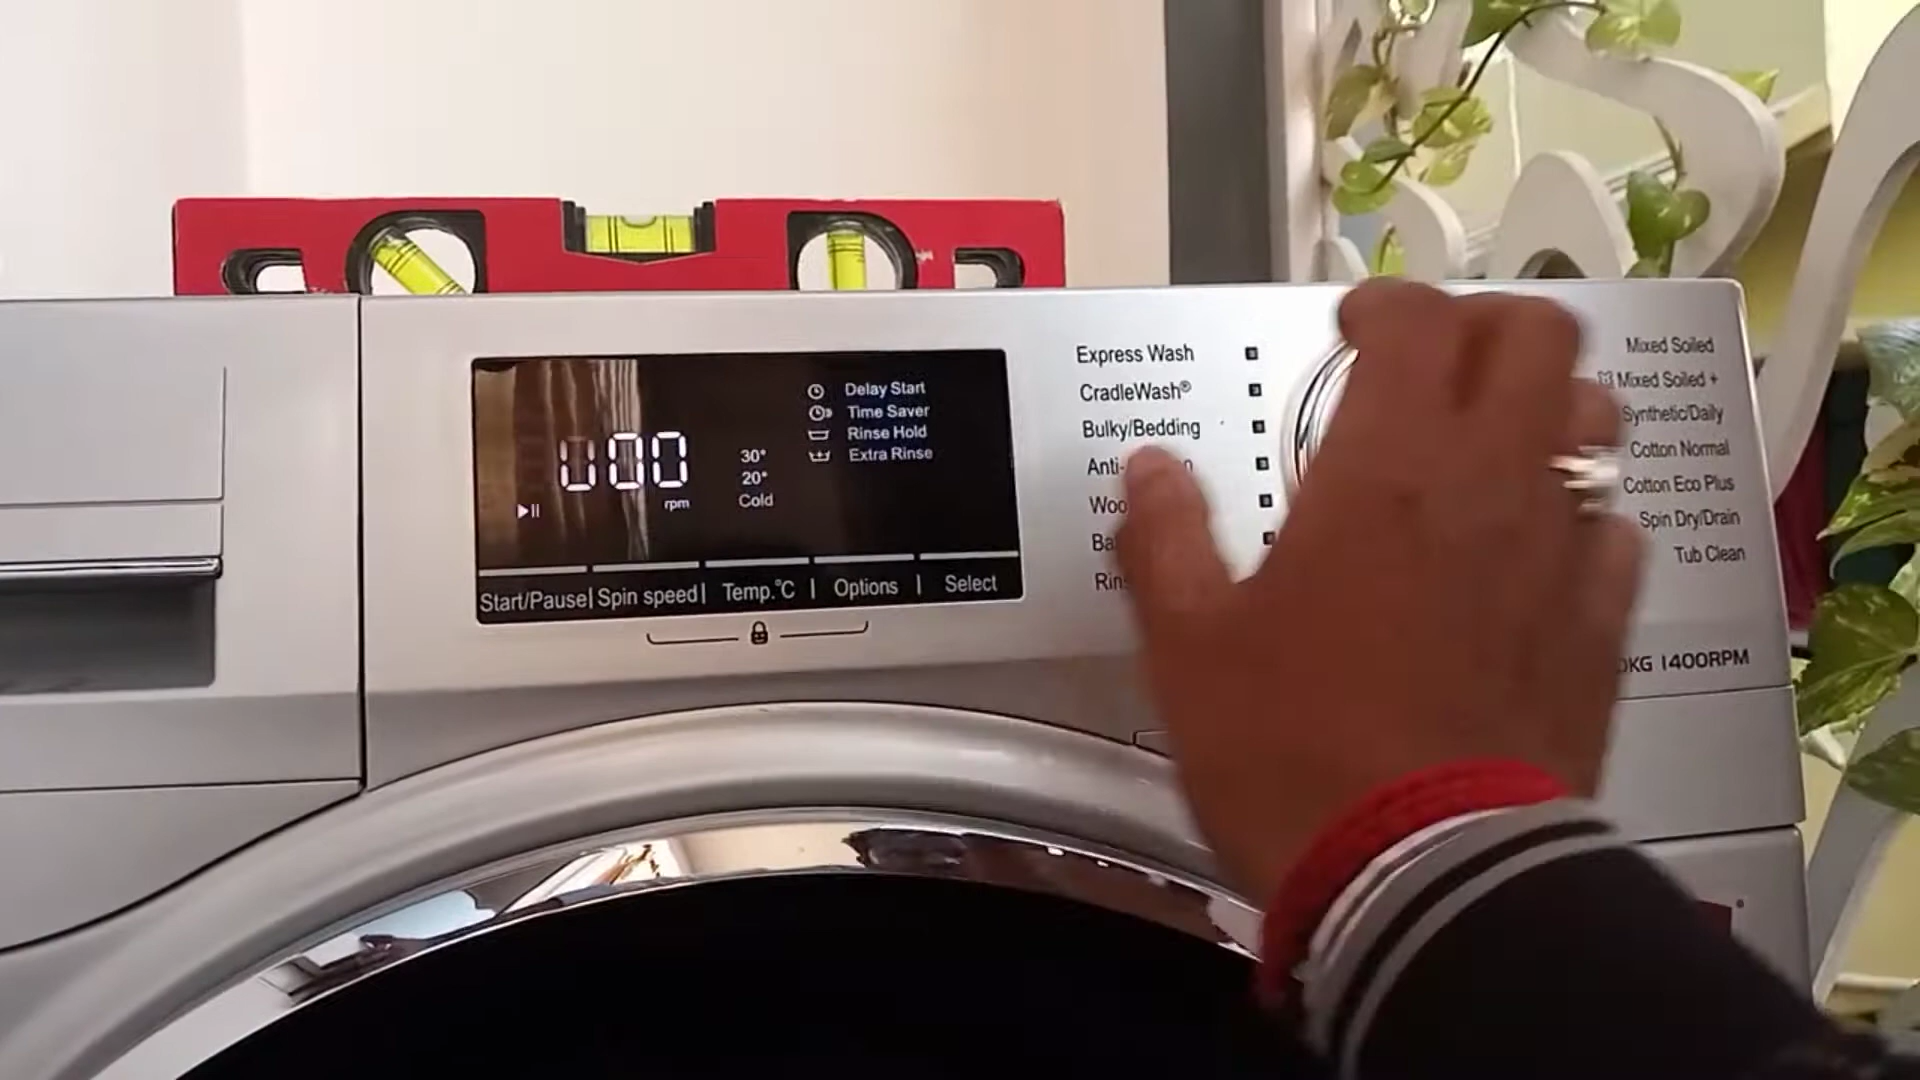 Delay Start
Time Saver
Rinse Hold
Extra Rinse
00
rpm
30°
20°
Cold
Start/Pause| Spin speed| Temp.°C | Options | Select
Express Wash
CradleWash®
Bulky/Bedding
Mixed Soiled
Mixed Soiled +
Synthetic/Daily
Cotton Normal
Cotton Eco Plus
Spin Dry/Drain
Tub Clean
KG 1400RPM